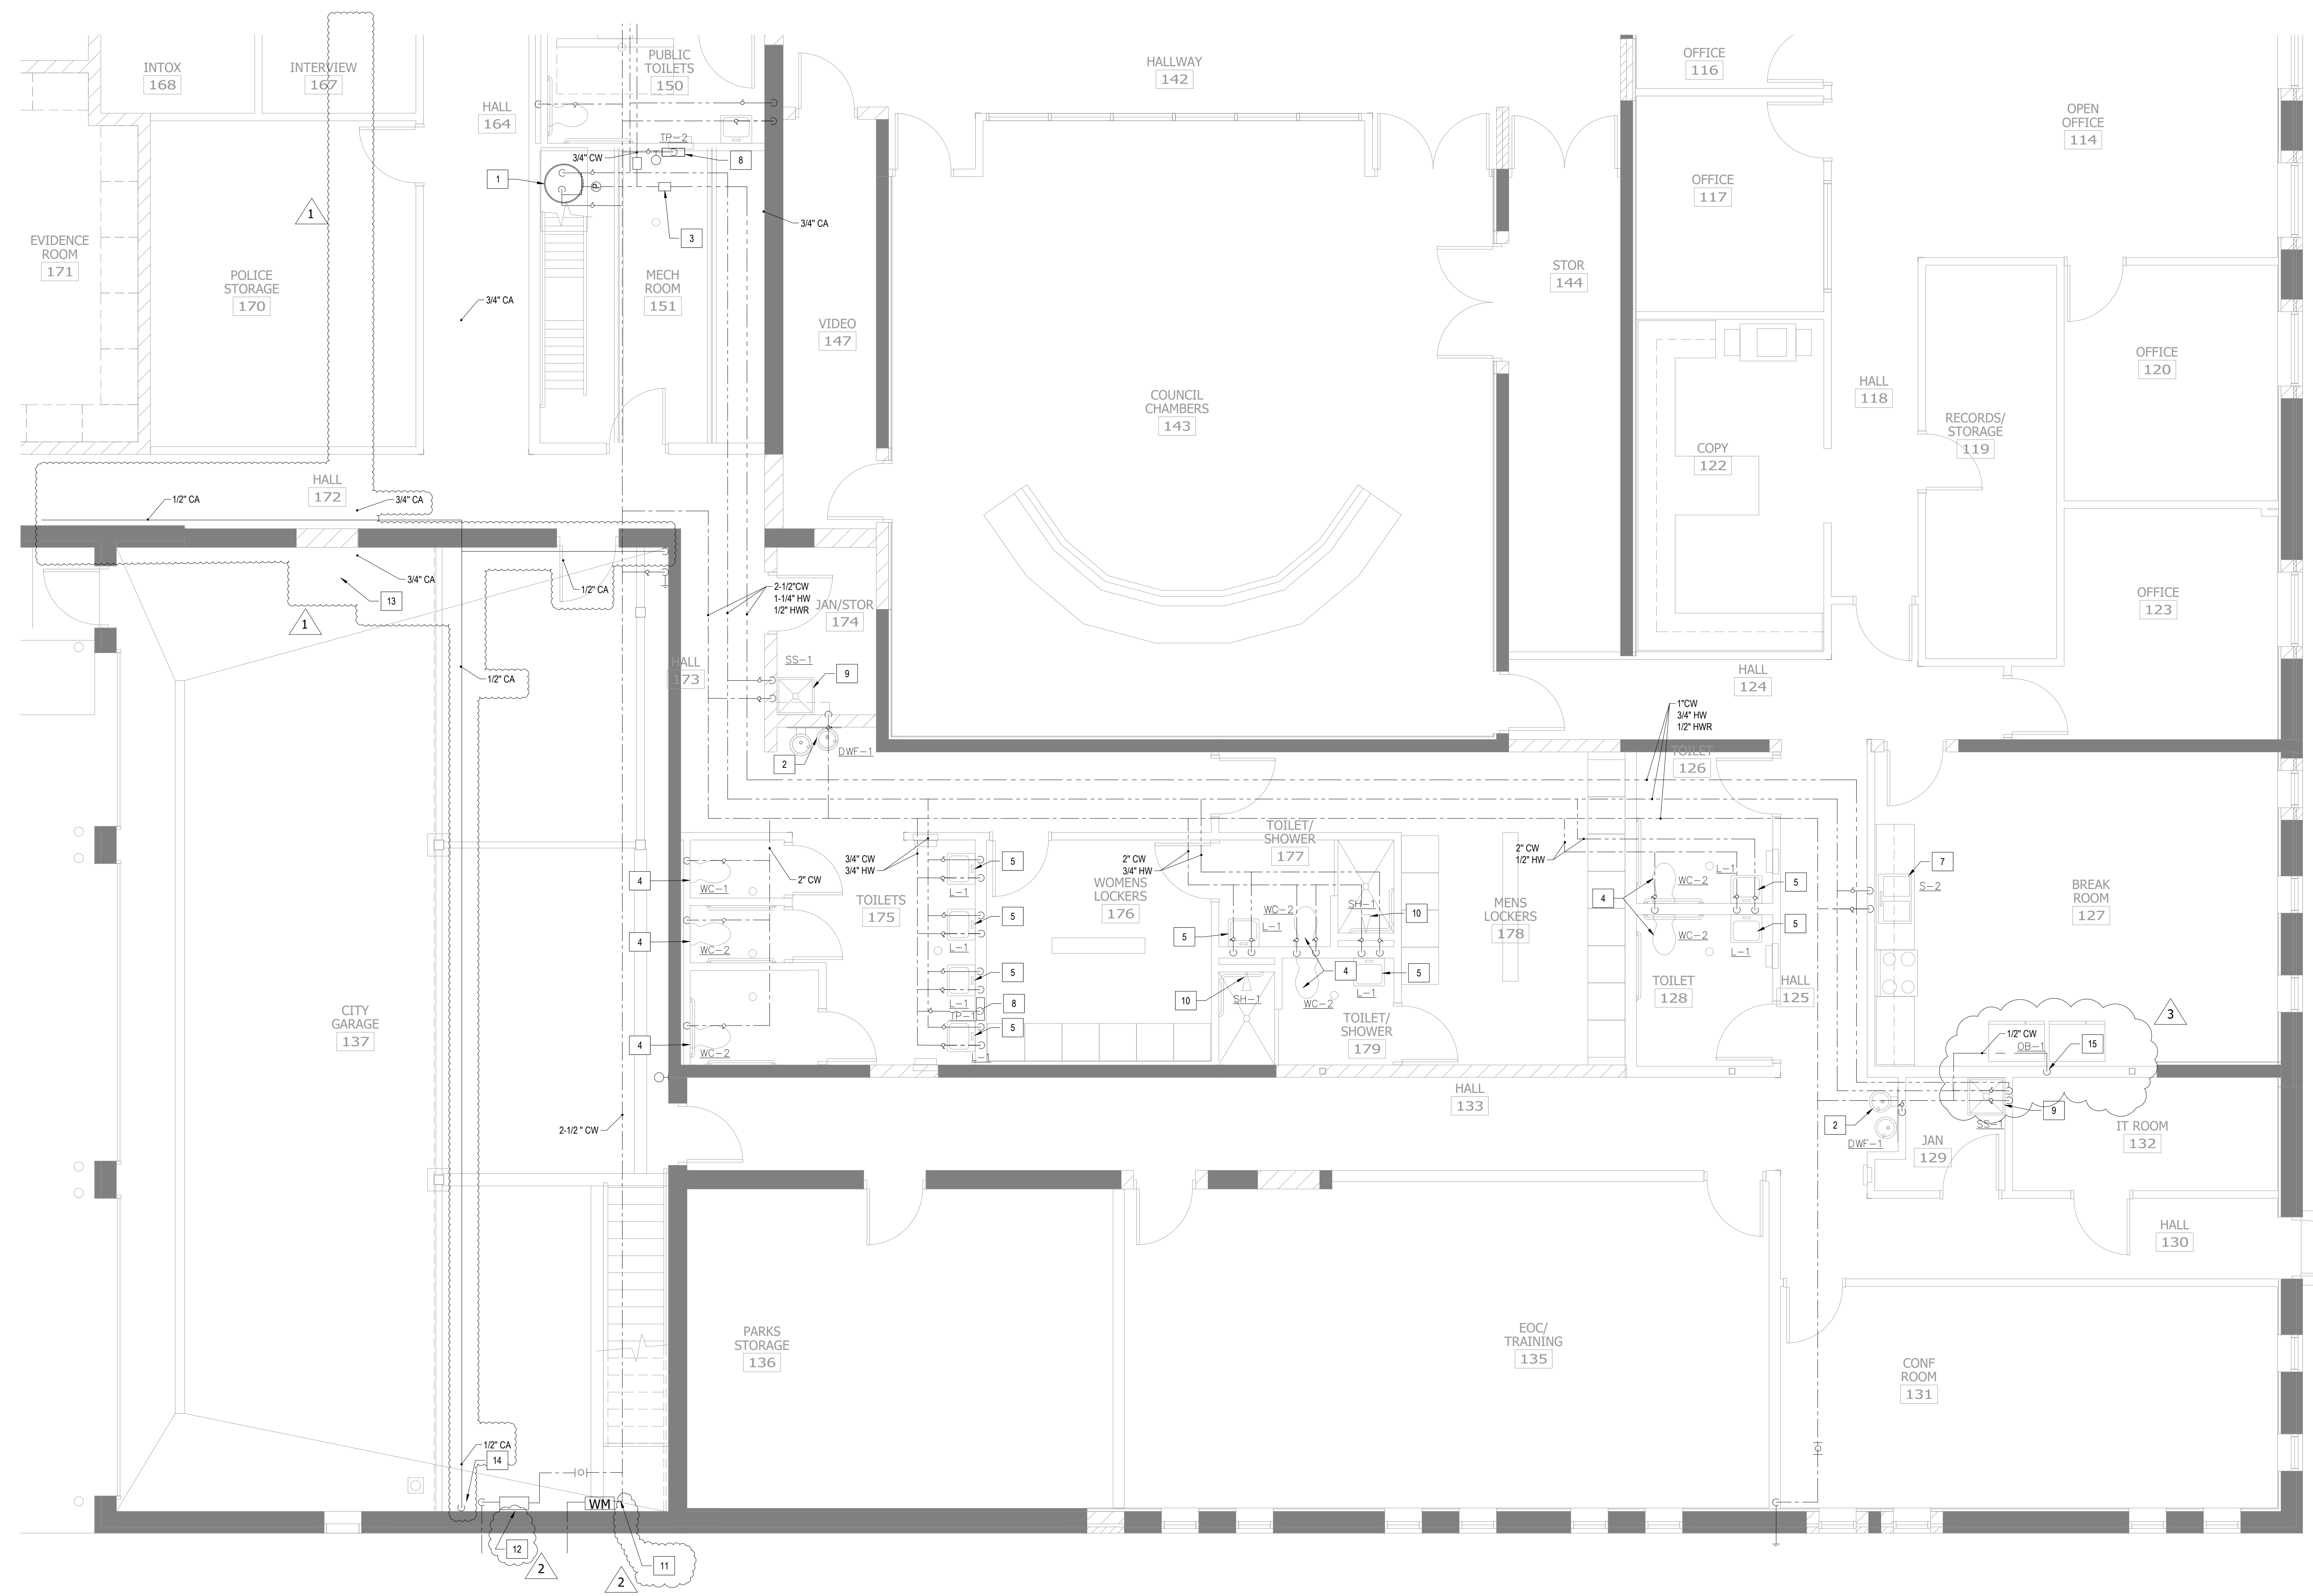 INTOX
168
INTERVIEW
167
HALL
164
PUBLIC
TOILETS
150
HALLWAY
142
OFFICE
116
OPEN
OFFICE
114
TP-2
3/4" CW
8
1
P
3
3/4" CA
1
OFFICE
117
EVIDENCE
ROOM
171
POLICE
STORAGE
170
3/4" CA
MECH
ROOM
151
VIDEO
147
STOR
144
OFFICE
120
COUNCIL
CHAMBERS
143
HALL
118
RECORDS/
STORAGE
119
COPY
122
HALL
172
1/2" CA
3/4" CA
3/4" CA
13
1
1/2" CA
2-1/2"CW
1-1/4" HW
1/2" HWR
JAN/STOR
174
OFFICE
123
HALL
173
SS-1
9
1/2" CA
HALL
124
1"CW
3/4" HW
1/2" HWR
DWF-1
2
TOILET
126
2" CW
3/4" CW
3/4" HW
2" CW
3/4" HW
TOILET/
SHOWER
177
2" CW
1/2" HW
4
WC-1
TOILETS
175
5
L-1
WOMENS
LOCKERS
176
MENS
LOCKERS
178
4
WC-2
L-1
5
7
S-2
BREAK
ROOM
127
5
L-1
5
L-1
WC-2
SH-1
10
4
WC-2
WC-2
5
L-1
5
L-1
8
TP-1
5
L-1
4
5
10
SH-1
WC-2
L-1
TOILET/
SHOWER
179
TOILET
128
HALL
125
4
WC-2
CITY
GARAGE
137
3
1/2" CW
OB-1
15
2-1/2 " CW
HALL
133
2
DWF-1
SS-1
9
JAN
129
IT ROOM
132
HALL
130
PARKS
STORAGE
136
EOC/
TRAINING
135
CONF
ROOM
131
1/2" CA
14
WM
12
2
11
2